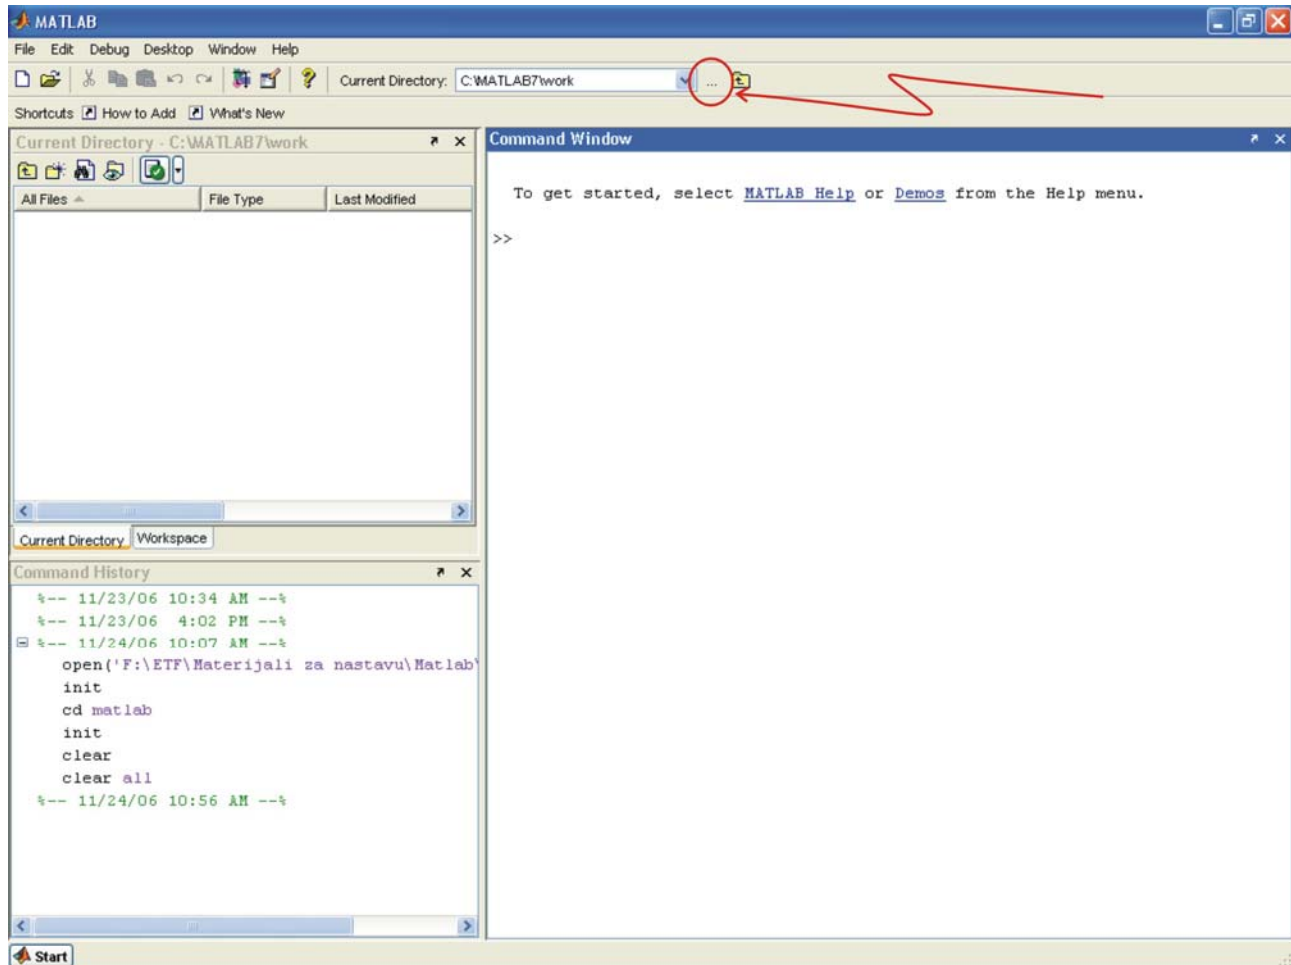 MATLAB
File Edit Debug Desktop Window Help
Current Directory: C:\MATLAB7\work ...
Shortcuts How to Add What's New
Current Directory - C:\MATLAB7\work
All Files File Type Last Modified
Current Directory Workspace
Command History
%-- 11/23/06 10:34 AM --%
%-- 11/23/06 4:02 PM --%
%-- 11/24/06 10:07 AM --%
open('F:\ETF\Materijali za nastavu\Matlab\
init
cd matlab
init
clear
clear all
%-- 11/24/06 10:56 AM --%
Command Window
To get started, select MATLAB Help or Demos from the Help menu.
>>
Start